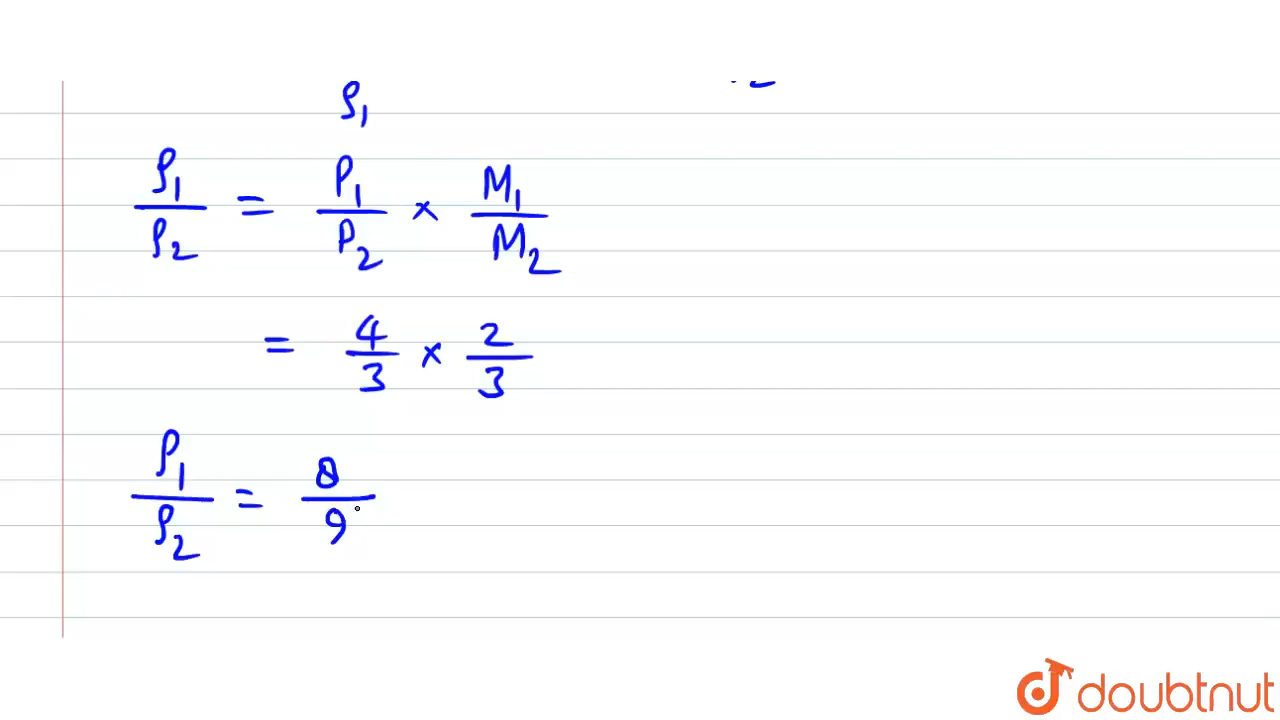 ρ₁
ρ₁/ρ₂ = P₁/P₂ × M₁/M₂
= 4/3 × 2/3
ρ₁/ρ₂ = 8/9
doubtnut